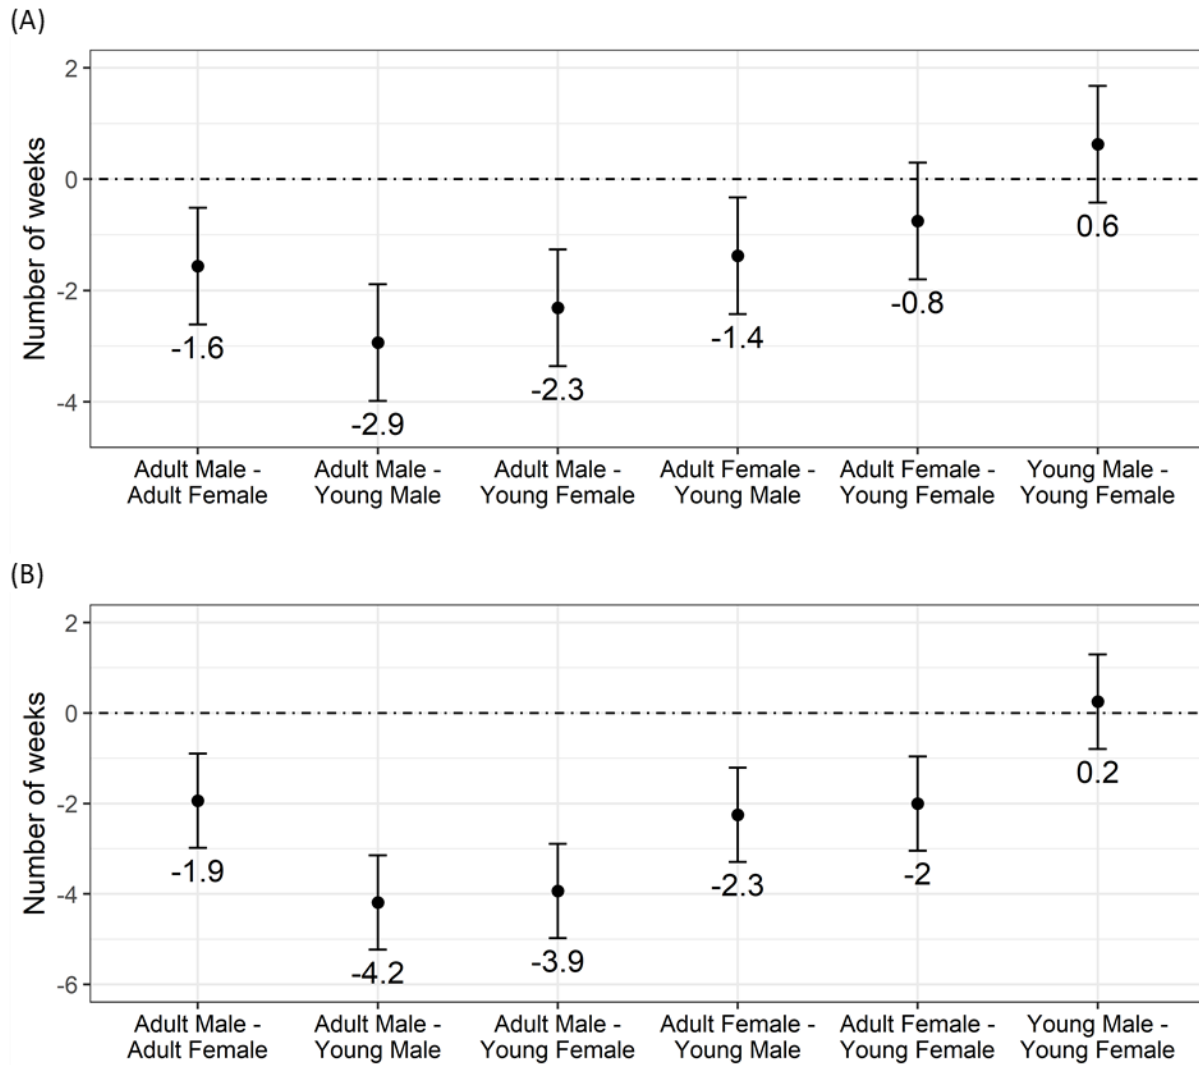 (A)
Number of weeks
2
0
-2
-4
-1.6
-2.9
-2.3
-1.4
-0.8
0.6
Adult Male -
Adult Female
Adult Male -
Young Male
Adult Male -
Young Female
Adult Female -
Young Male
Adult Female -
Young Female
Young Male -
Young Female
(B)
Number of weeks
2
0
-2
-4
-6
-1.9
-4.2
-3.9
-2.3
-2
0.2
Adult Male -
Adult Female
Adult Male -
Young Male
Adult Male -
Young Female
Adult Female -
Young Male
Adult Female -
Young Female
Young Male -
Young Female